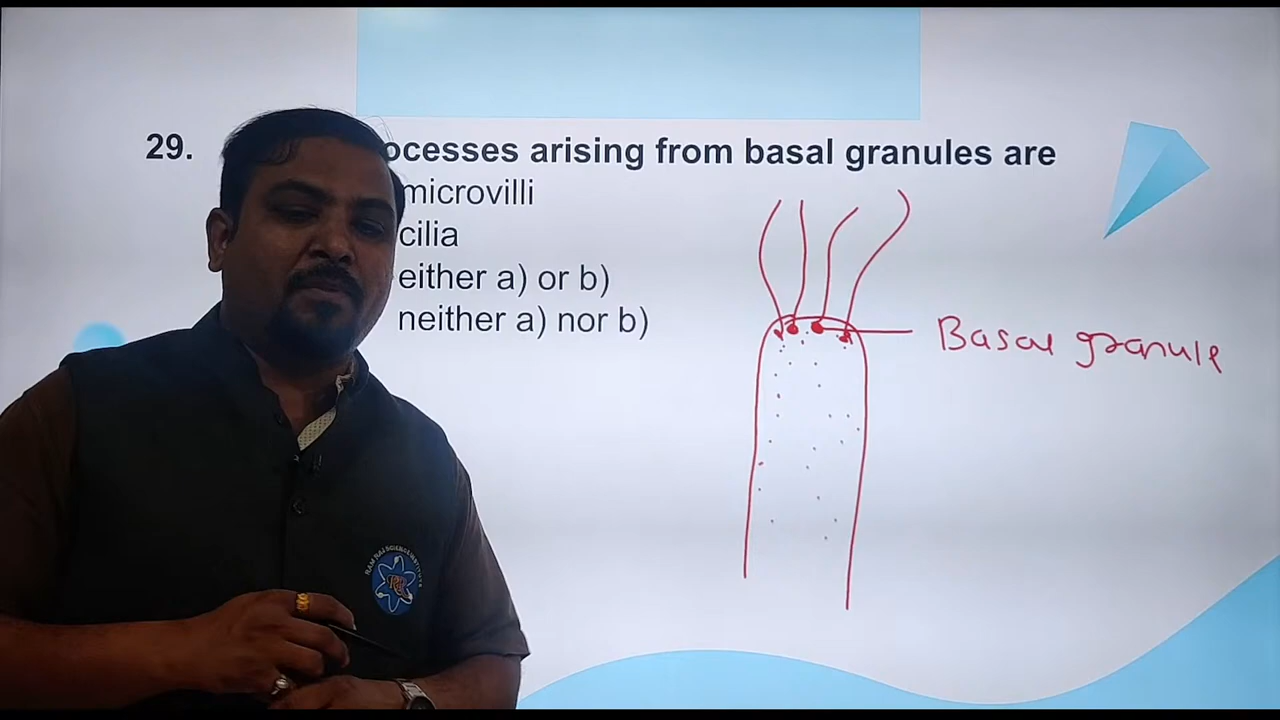 29.
ocesses arising from basal granules are
microvilli
cilia
either a) or b)
neither a) nor b)
Basal granule